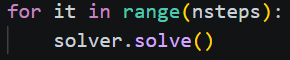 for it in range(nsteps):
    solver.solve()